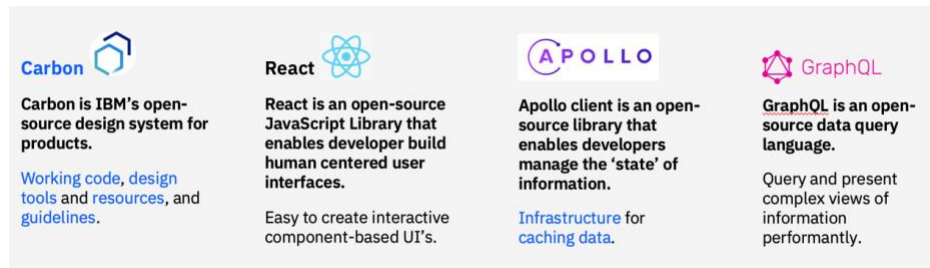 Carbon
Carbon is IBM's open-
source design system for
products.
Working code, design
tools and resources, and
guidelines.
React
React is an open-source
JavaScript Library that
enables developer build
human centered user
interfaces.
Easy to create interactive
component-based UI's.
APOLLO
Apollo client is an open-
source library that
enables developers
manage the 'state' of
information.
Infrastructure for
caching data.
GraphQL
GraphQL is an open-
source data query
language.
Query and present
complex views of
information
performantly.